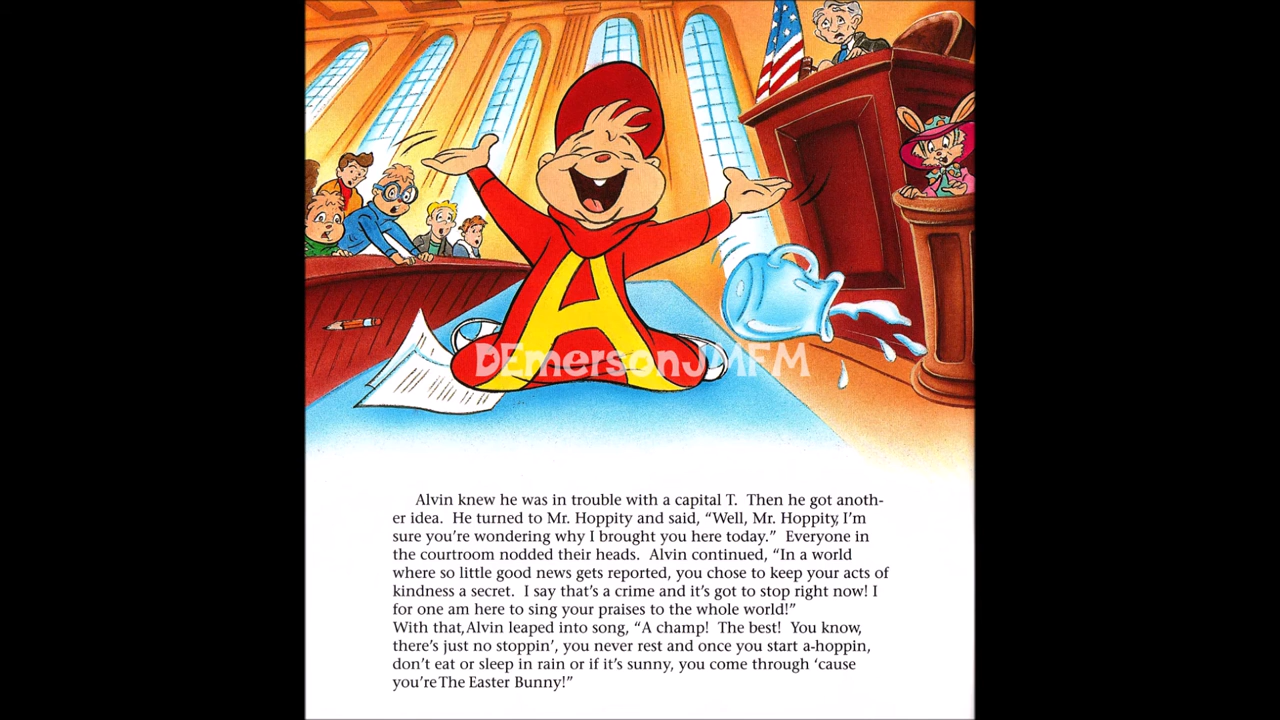 A
DEmersonJMFM
Alvin knew he was in trouble with a capital T.  Then he got anoth-
er idea.  He turned to Mr. Hoppity and said, “Well, Mr. Hoppity, I’m
sure you’re wondering why I brought you here today.”  Everyone in
the courtroom nodded their heads.  Alvin continued, “In a world
where so little good news gets reported, you chose to keep your acts of
kindness a secret.  I say that’s a crime and it’s got to stop right now! I
for one am here to sing your praises to the whole world!”
With that, Alvin leaped into song, “A champ!  The best!  You know,
there’s just no stoppin’, you never rest and once you start a-hoppin,
don’t eat or sleep in rain or if it’s sunny, you come through ‘cause
you’re The Easter Bunny!”